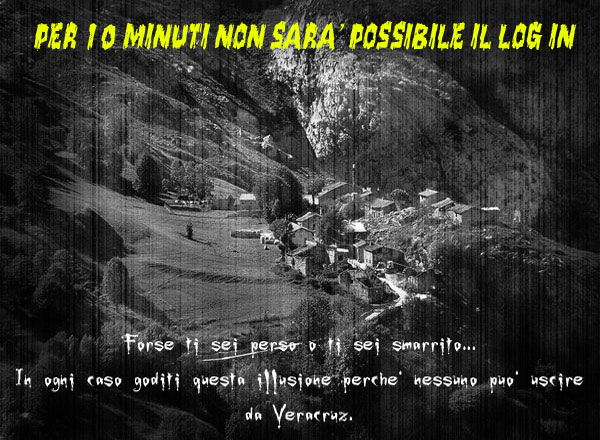 PER 10 MINUTI NON SARA' POSSIBILE IL LOG IN
Forse ti sei perso o ti sei smarrito...
In ogni caso goditi questa illusione perche' nessuno puo' uscire
da Veracruz.